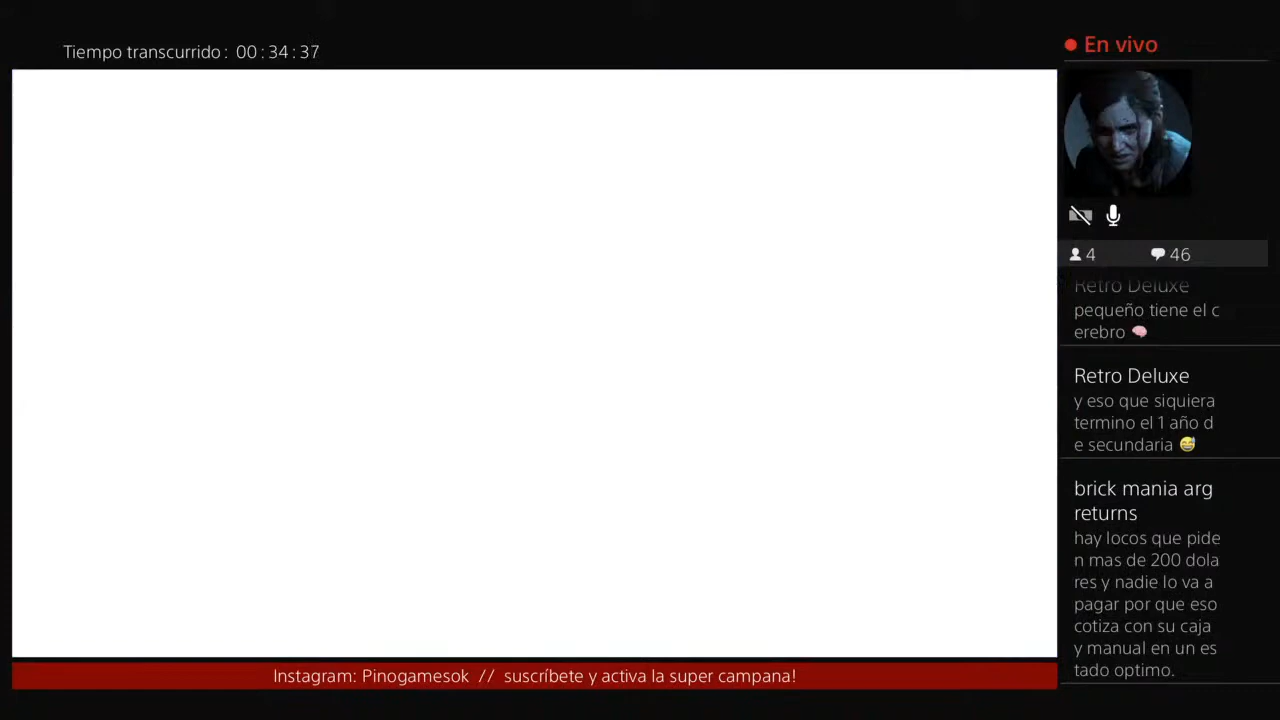 Tiempo transcurrido: 00:34:37
En vivo
4 46
Retro Deluxe
pequeño tiene el c
erebro 🧠
Retro Deluxe
y eso que siquiera
termino el 1 año d
e secundaria 😅
brick mania arg
returns
hay locos que pide
n mas de 200 dola
res y nadie lo va a
pagar por que eso
cotiza con su caja
y manual en un es
tado optimo.
Instagram: Pinogamesok // suscríbete y activa la super campana!